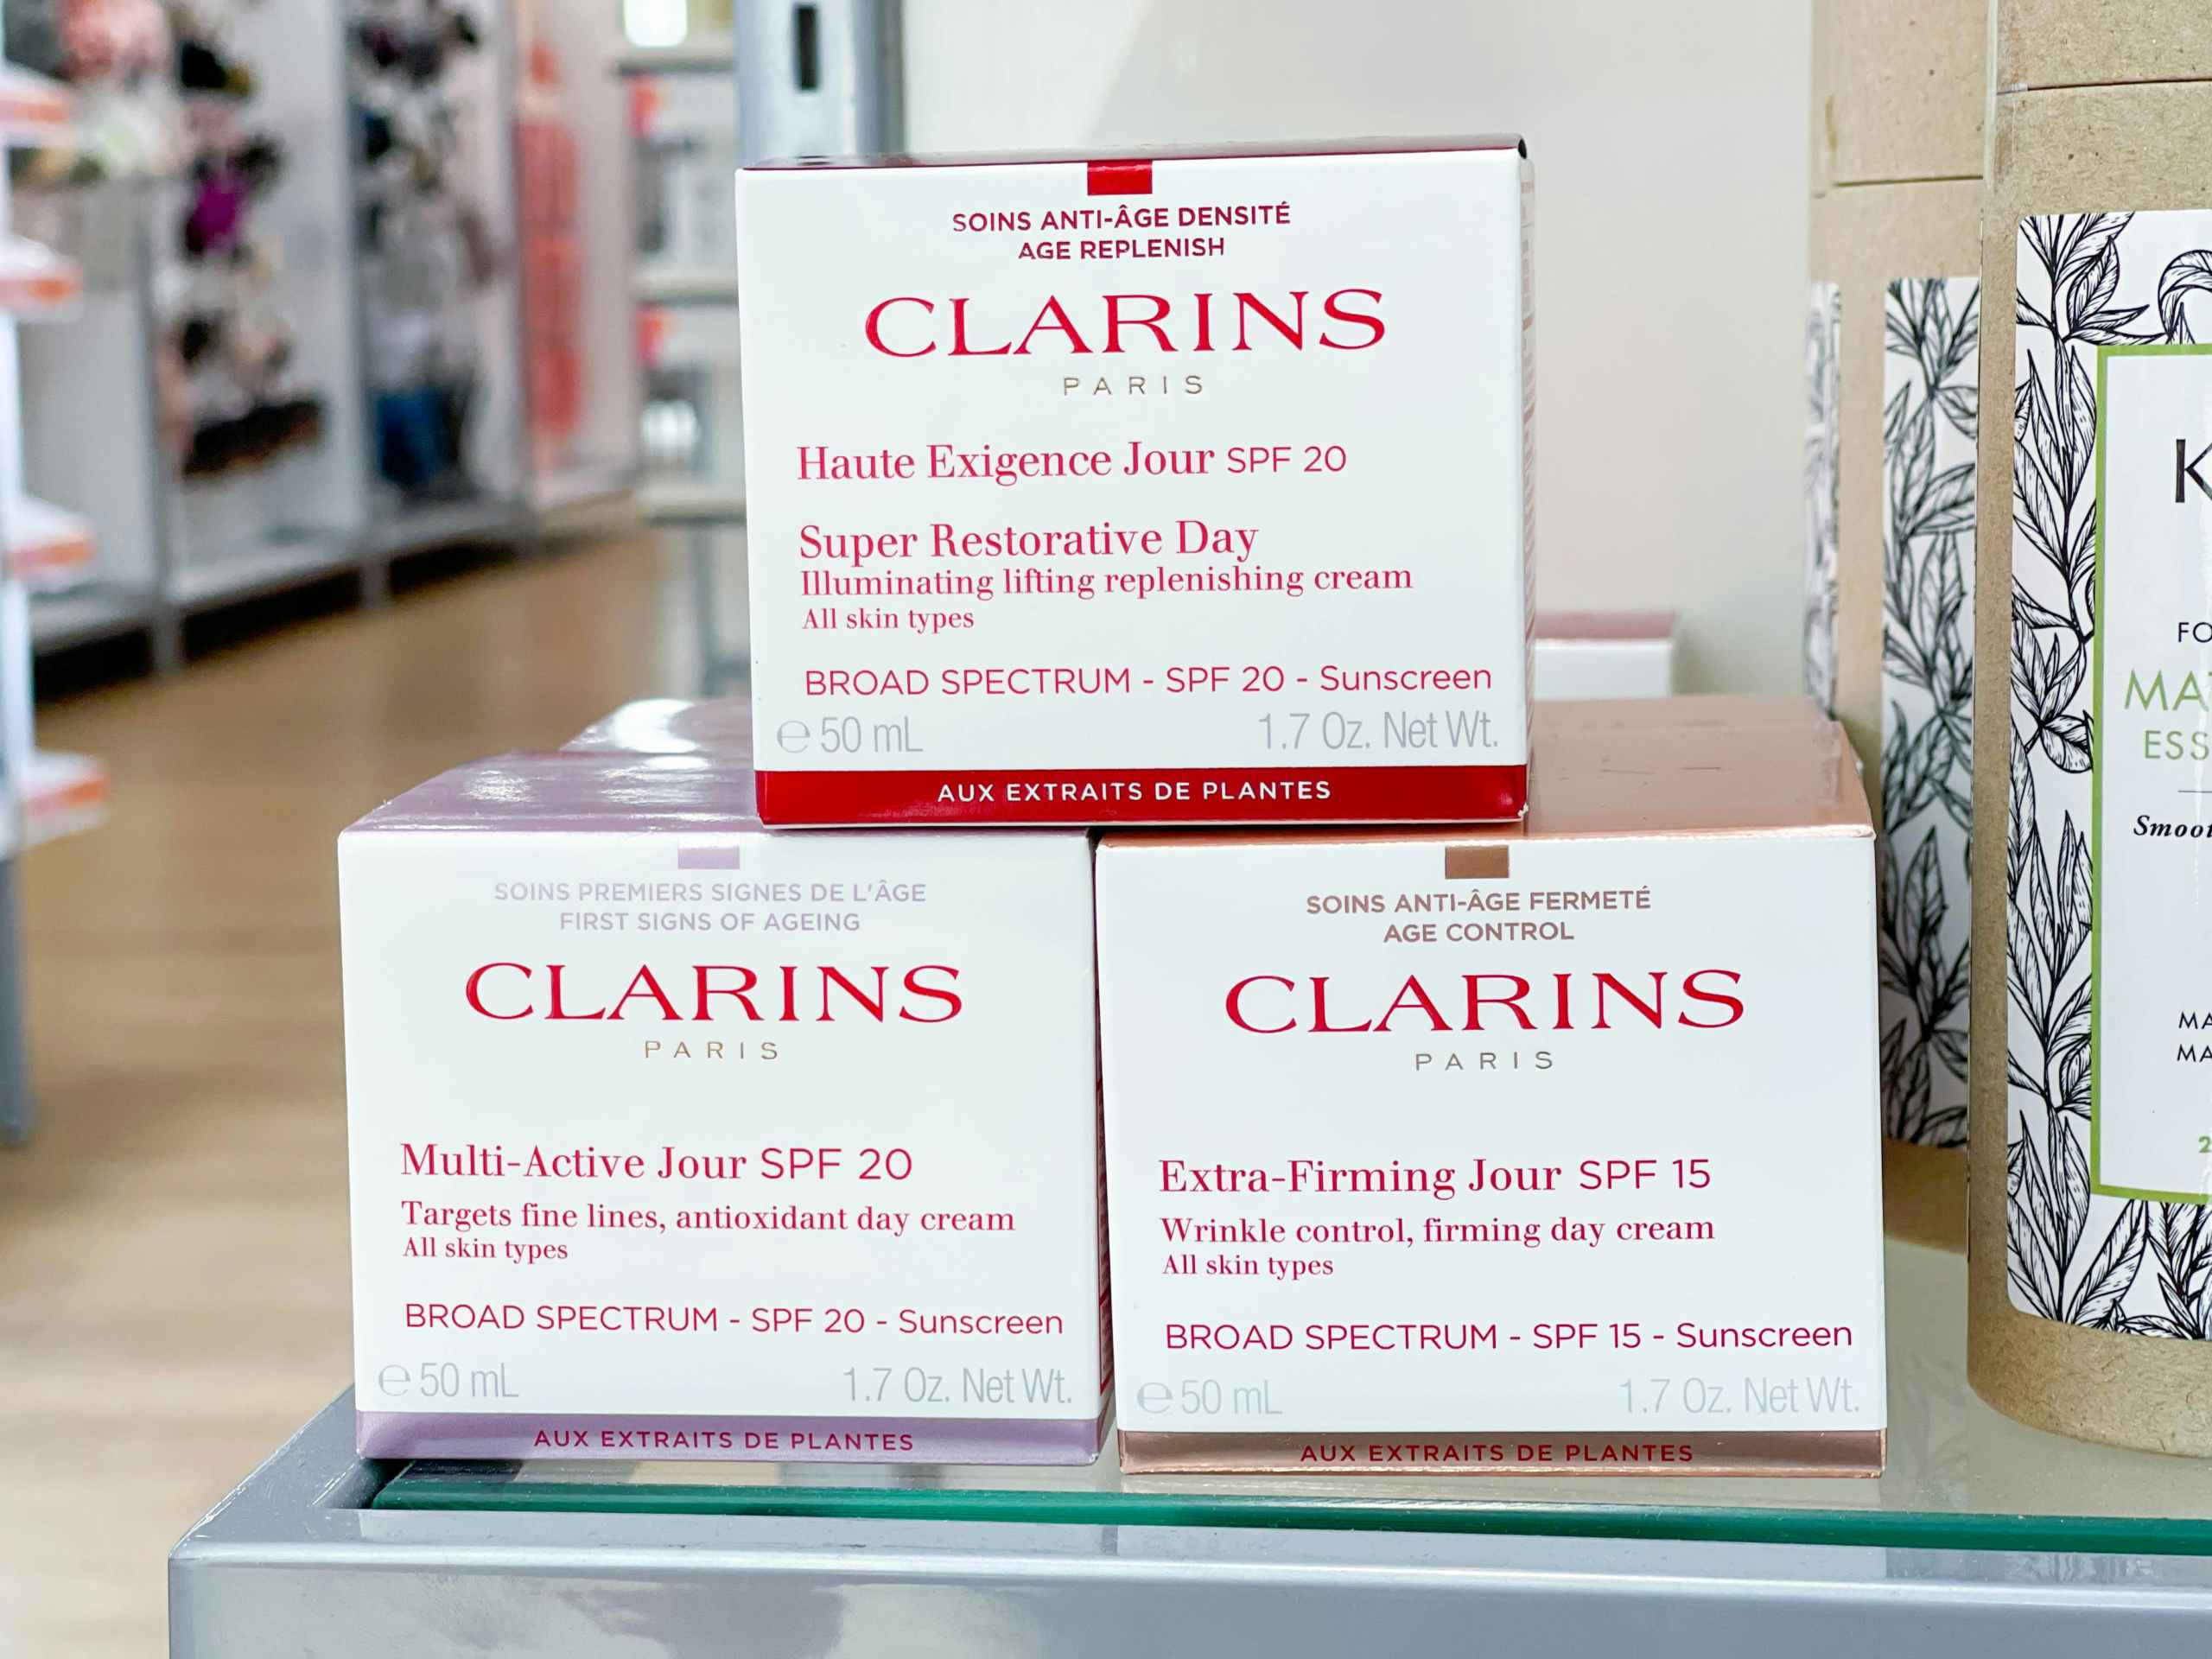 SOINS ANTI-ÂGE DENSITÉ
AGE REPLENISH
CLARINS
PARIS
Haute Exigence Jour SPF 20
Super Restorative Day
Illuminating lifting replenishing cream
All skin types
BROAD SPECTRUM - SPF 20 - Sunscreen
℮ 50 mL 1.7 Oz. Net Wt.
AUX EXTRAITS DE PLANTES
SOINS PREMIERS SIGNES DE L'ÂGE
FIRST SIGNS OF AGEING
CLARINS
PARIS
Multi-Active Jour SPF 20
Targets fine lines, antioxidant day cream
All skin types
BROAD SPECTRUM - SPF 20 - Sunscreen
℮ 50 mL 1.7 Oz. Net Wt.
AUX EXTRAITS DE PLANTES
SOINS ANTI-ÂGE FERMETÉ
AGE CONTROL
CLARINS
PARIS
Extra-Firming Jour SPF 15
Wrinkle control, firming day cream
All skin types
BROAD SPECTRUM - SPF 15 - Sunscreen
℮ 50 mL 1.7 Oz. Net Wt.
AUX EXTRAITS DE PLANTES